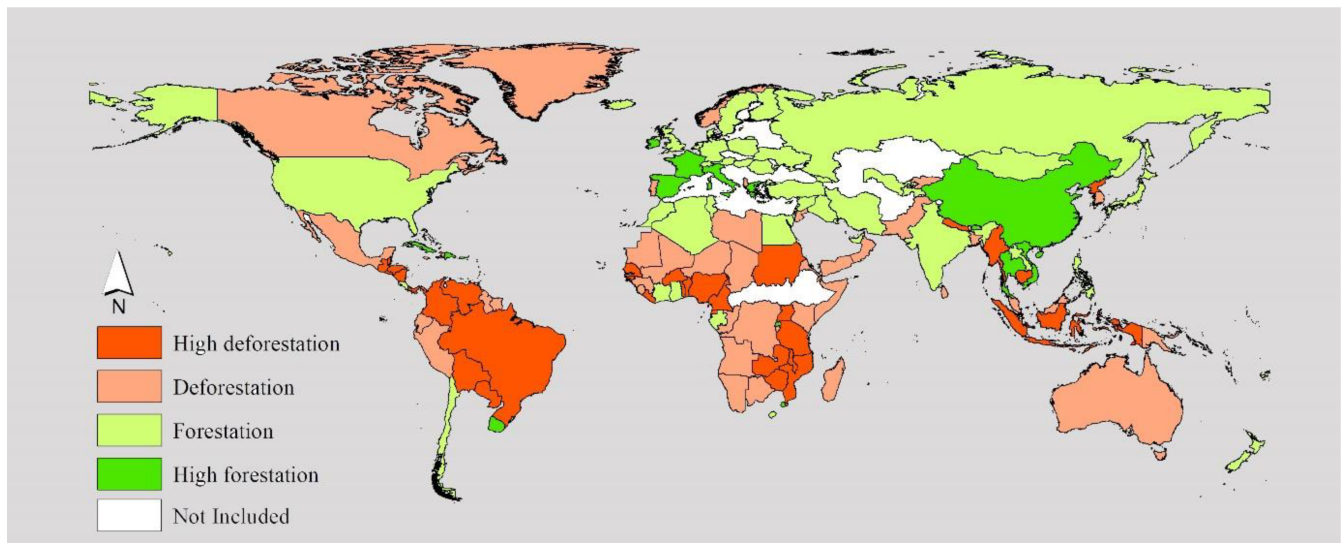 N
High deforestation
Deforestation
Forestation
High forestation
Not Included